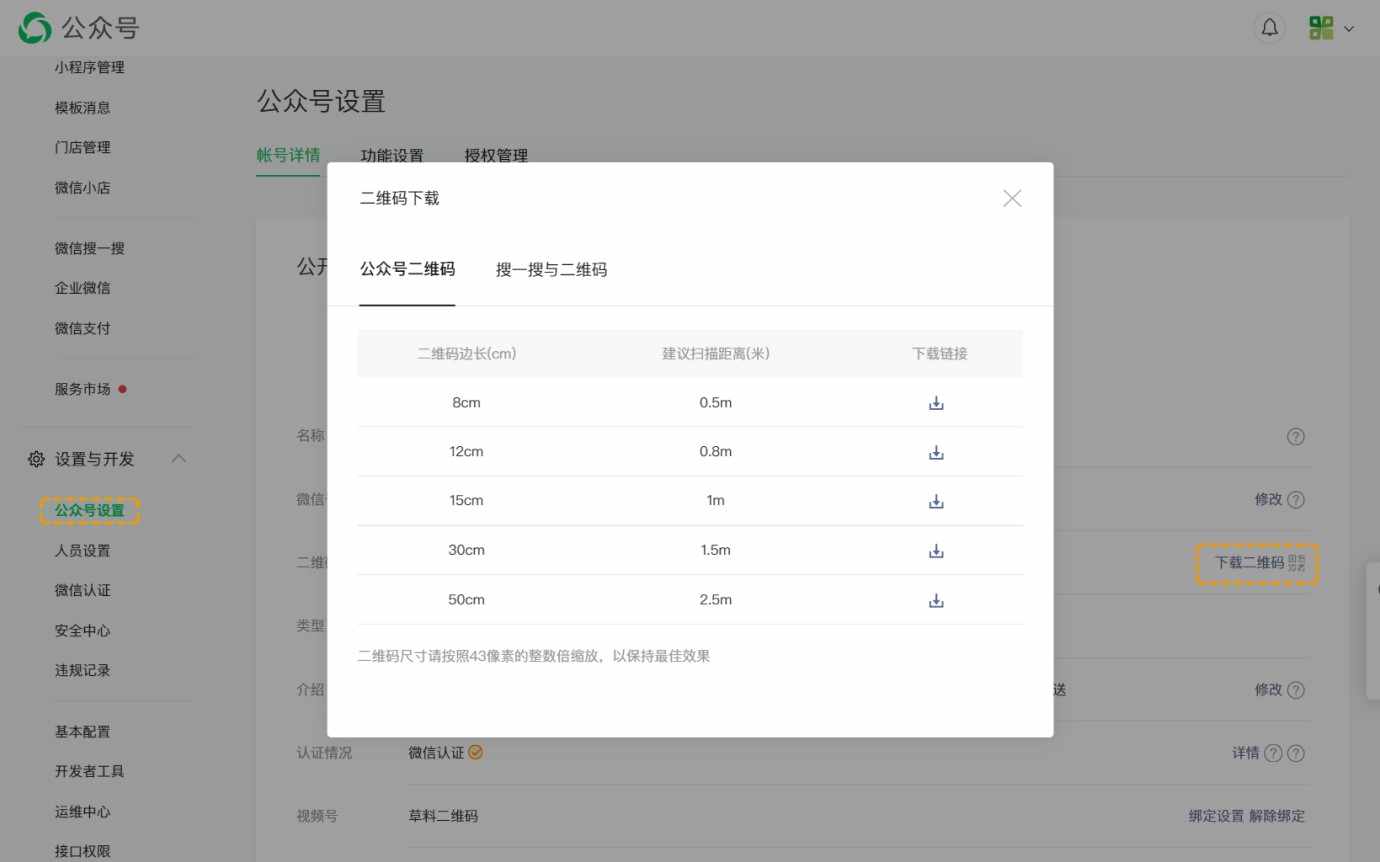 公众号
小程序管理
模板消息
门店管理
微信小店
微信搜一搜
企业微信
微信支付
服务市场
设置与开发
公众号设置
人员设置
微信认证
安全中心
违规记录
基本配置
开发者工具
运维中心
接口权限
公众号设置
帐号详情 功能设置 授权管理
公开
二维码下载
公众号二维码 搜一搜与二维码
二维码边长(cm) 建议扫描距离(米) 下载链接
8cm 0.5m
12cm 0.8m
15cm 1m
30cm 1.5m
50cm 2.5m
二维码尺寸请按照43像素的整数倍缩放，以保持最佳效果
名称
微信 修改
二维 下载二维码
类型
介绍 送 修改
认证情况 微信认证 详情
视频号 草料二维码 绑定设置 解除绑定